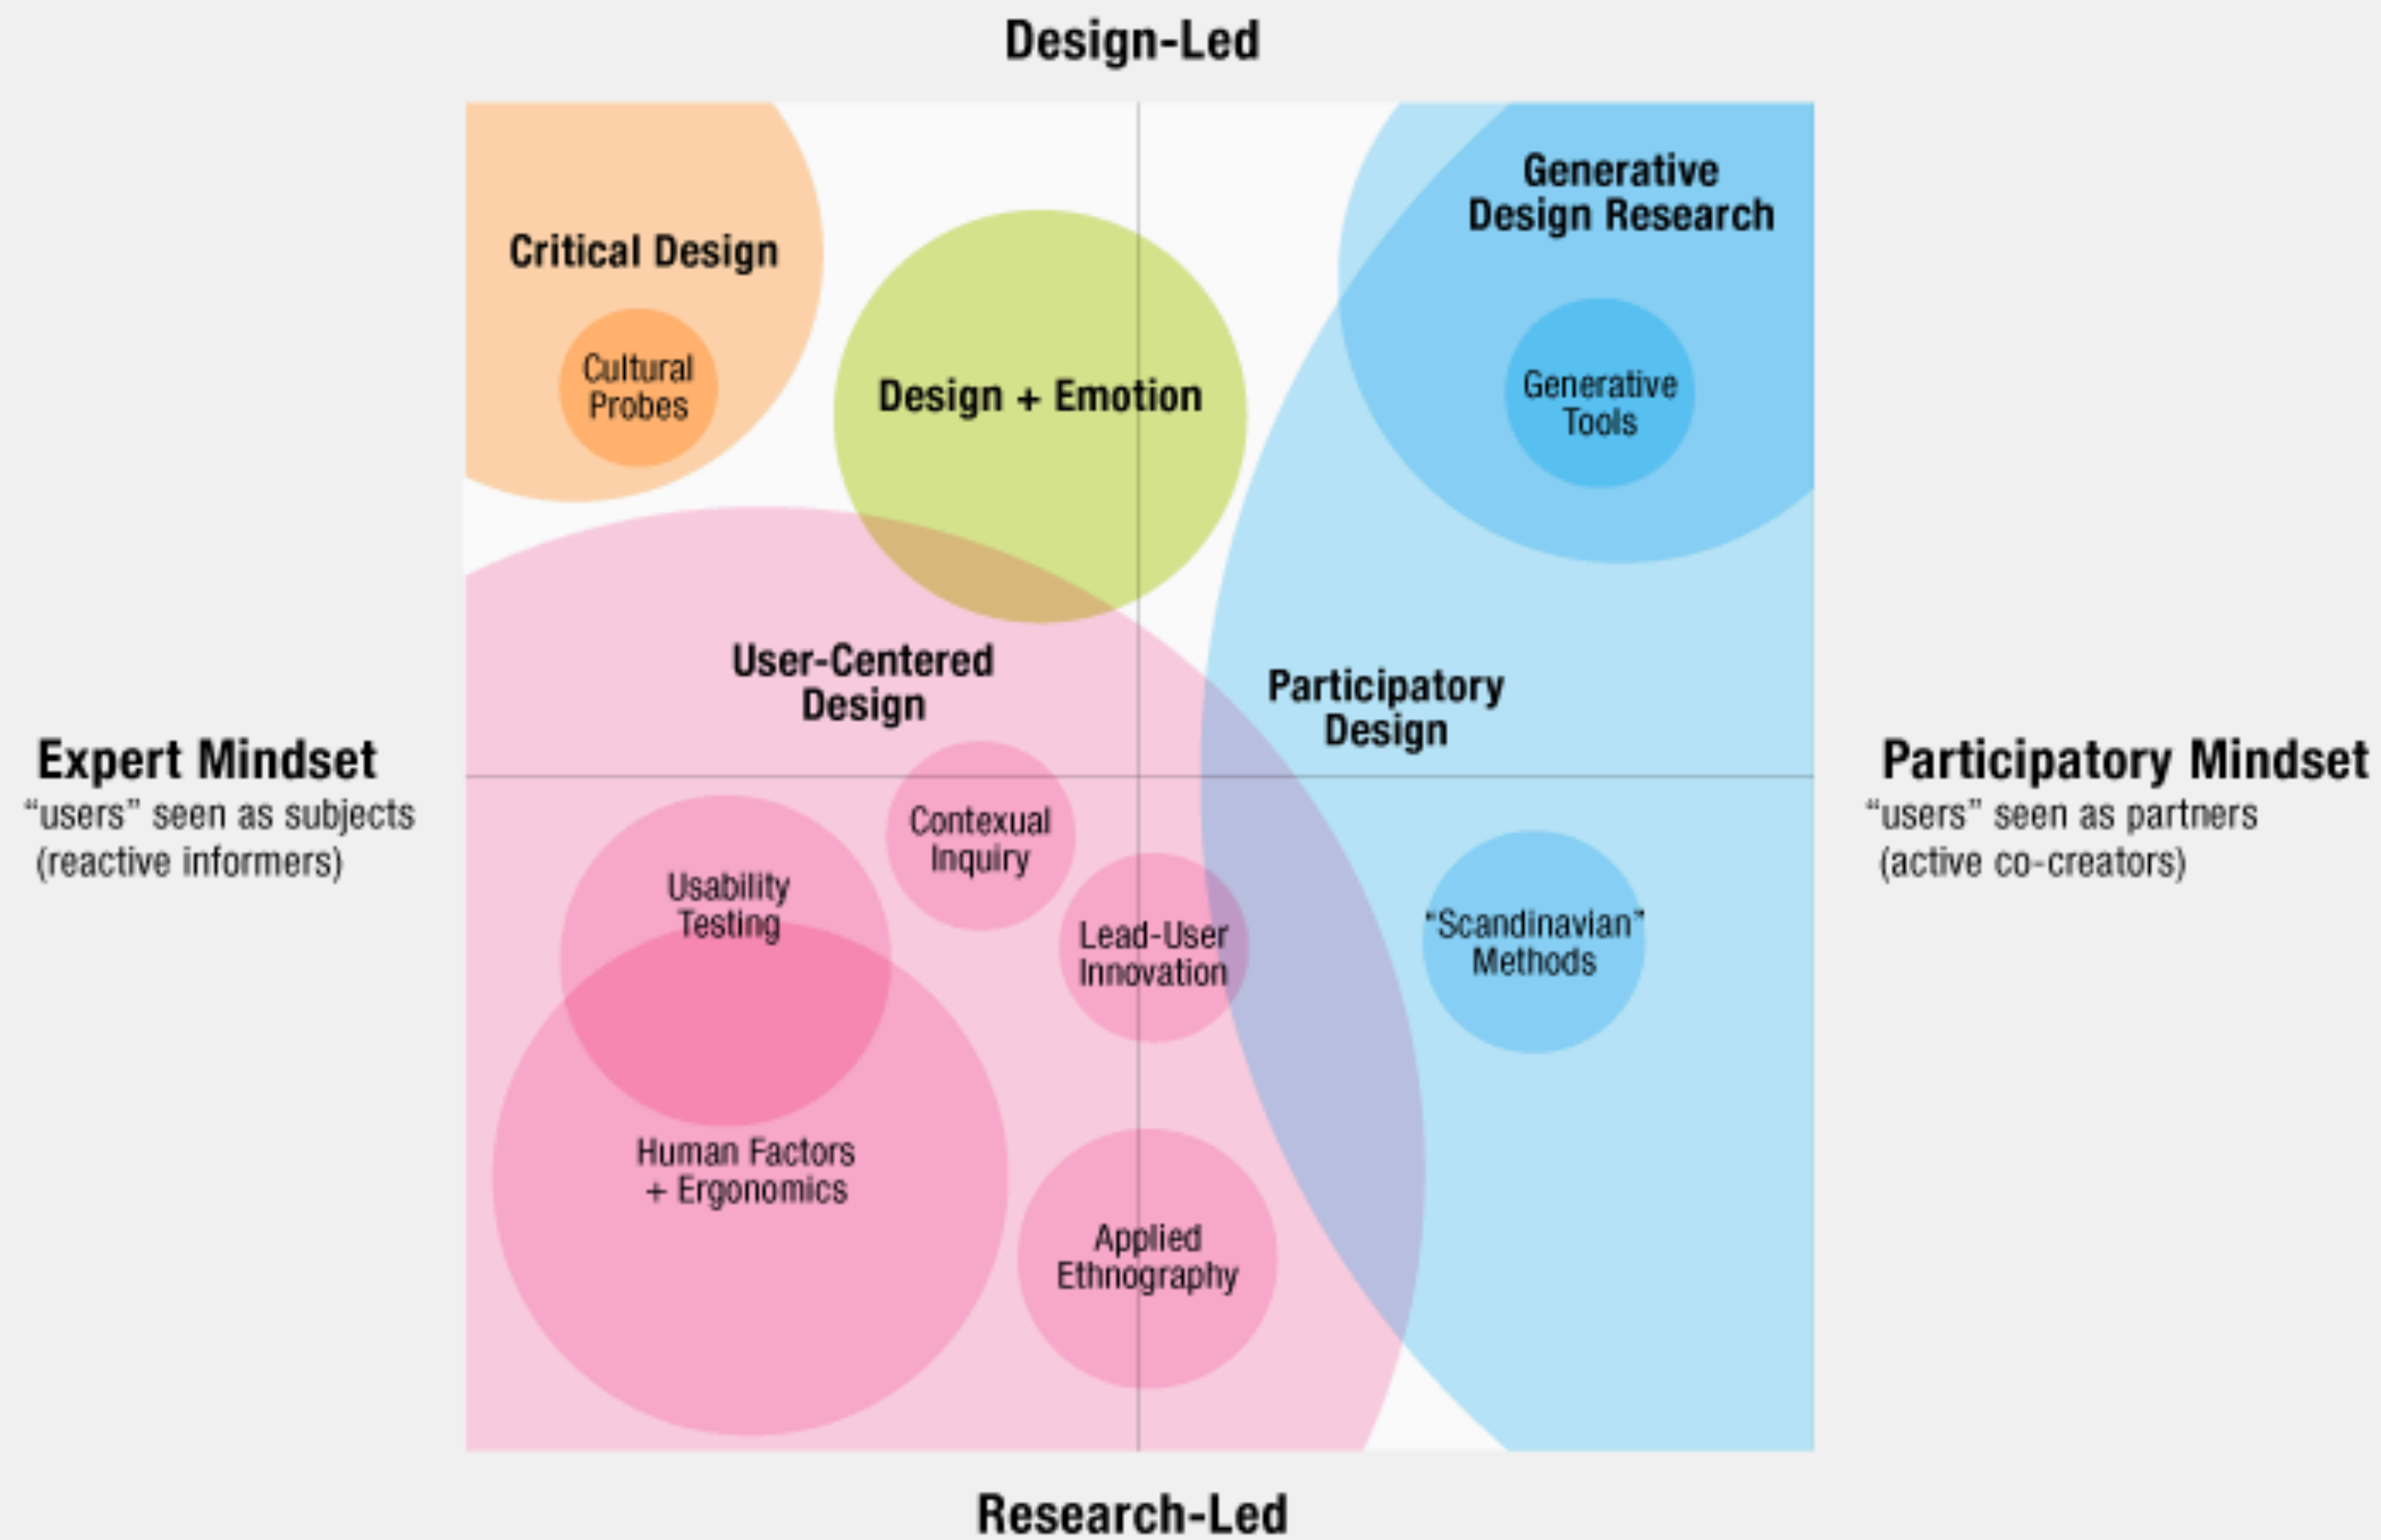 Design-Led
Generative
Design Research
Critical Design
Cultural
Probes
Design + Emotion
Generative
Tools
User-Centered
Design
Participatory
Design
Expert Mindset
“users” seen as subjects
(reactive informers)
Participatory Mindset
“users” seen as partners
(active co-creators)
Contexual
Inquiry
Usability
Testing
Lead-User
Innovation
“Scandinavian”
Methods
Human Factors
+ Ergonomics
Applied
Ethnography
Research-Led